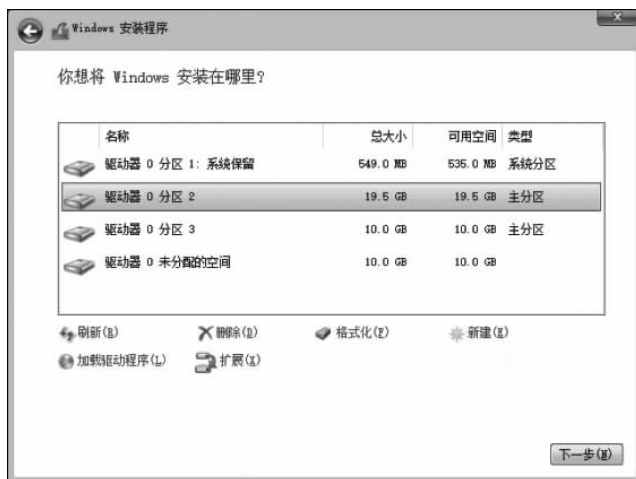 Windows 安装程序
你想将 Windows 安装在哪里?
名称 总大小 可用空间 类型
驱动器 0 分区 1: 系统保留 549.0 MB 535.0 MB 系统分区
驱动器 0 分区 2 19.5 GB 19.5 GB 主分区
驱动器 0 分区 3 10.0 GB 10.0 GB 主分区
驱动器 0 未分配的空间 10.0 GB 10.0 GB
刷新(R) 删除(D) 格式化(F) 新建(E)
加载驱动程序(L) 扩展(X)
下一步(N)